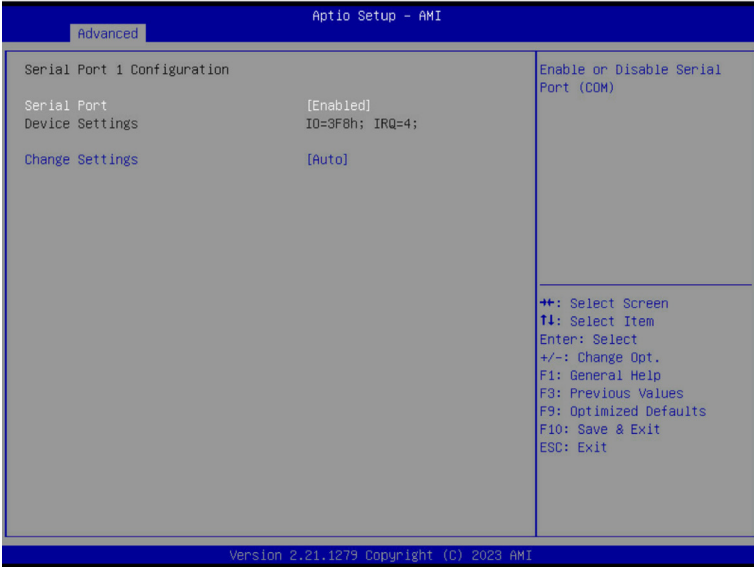 Aptio Setup – AMI
Advanced
Serial Port 1 Configuration
Serial Port [Enabled]
Device Settings IO=3F8h; IRQ=4;
Change Settings [Auto]
Enable or Disable Serial
Port (COM)
→←: Select Screen
↑↓: Select Item
Enter: Select
+/-: Change Opt.
F1: General Help
F3: Previous Values
F9: Optimized Defaults
F10: Save & Exit
ESC: Exit
Version 2.21.1279 Copyright (C) 2023 AMI